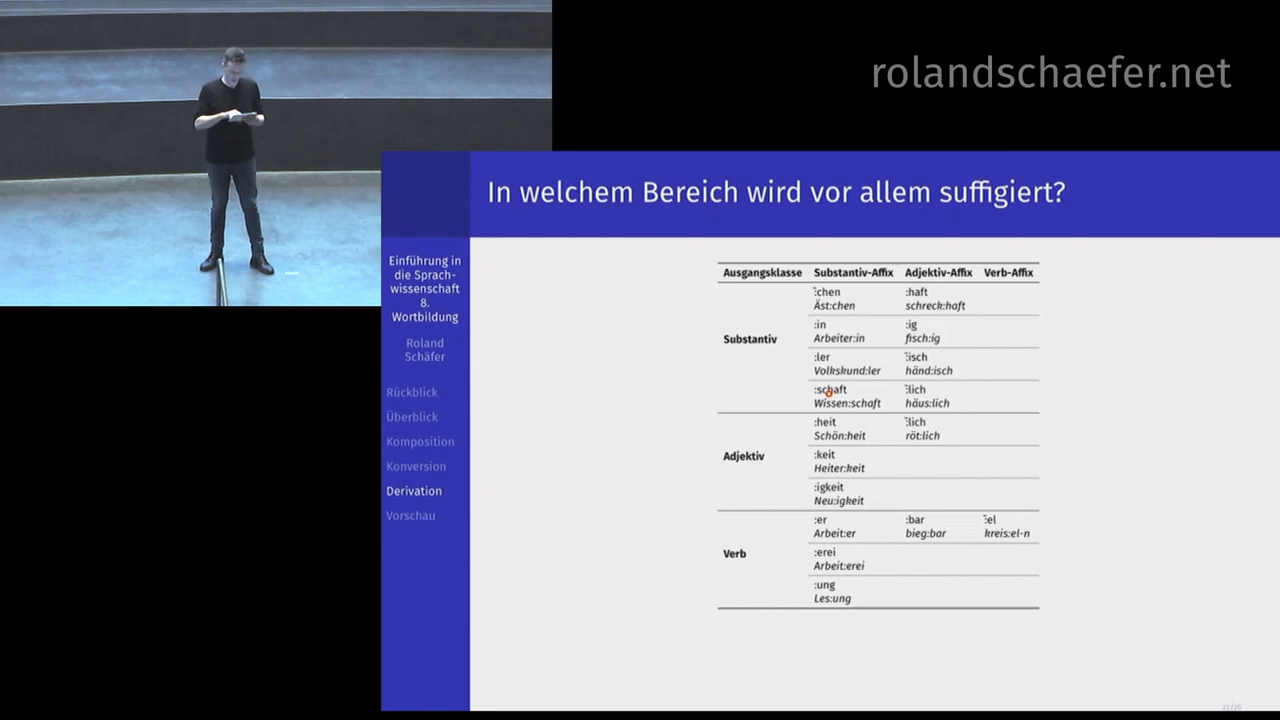 rolandschaefer.net
In welchem Bereich wird vor allem suffigiert?
Einführung in
die Sprach-
wissenschaft
8.
Wortbildung
Roland
Schäfer
Rückblick
Überblick
Komposition
Konversion
Derivation
Vorschau
Ausgangsklasse Substantiv-Affix Adjektiv-Affix Verb-Affix
Substantiv
~:chen :haft
Äst:chen schreck:haft
:in :ig
Arbeiter:in fisch:ig
:ler ~:isch
Volkskund:ler händ:isch
:schaft ~:lich
Wissen:schaft häus:lich
Adjektiv
:heit ~:lich
Schön:heit röt:lich
:keit
Heiter:keit
:igkeit
Neu:igkeit
Verb
:er :bar ~:el
Arbeit:er bieg:bar kreis:el-n
:erei
Arbeit:erei
:ung
Les:ung